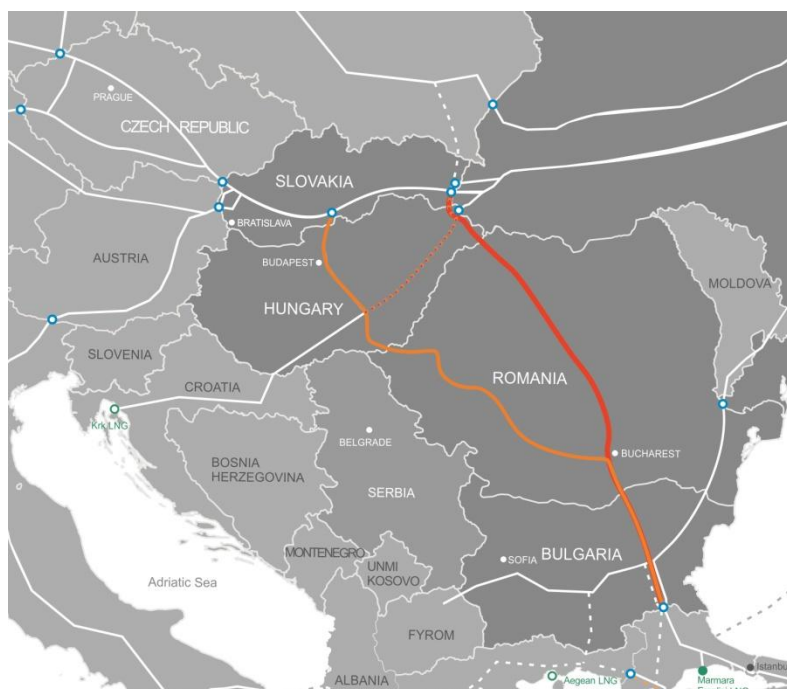 PRAGUE
CZECH REPUBLIC
SLOVAKIA
BRATISLAVA
AUSTRIA
BUDAPEST
MOLDOVA
HUNGARY
SLOVENIA
CROATIA
ROMANIA
Krk LNG
BELGRADE
BUCHAREST
BOSNIA
HERZEGOVINA
SERBIA
MONTENEGRO
UNMI
KOSOVO
SOFIA
BULGARIA
Adriatic Sea
FYROM
ALBANIA
Aegean LNG
Marmara
Istanbu